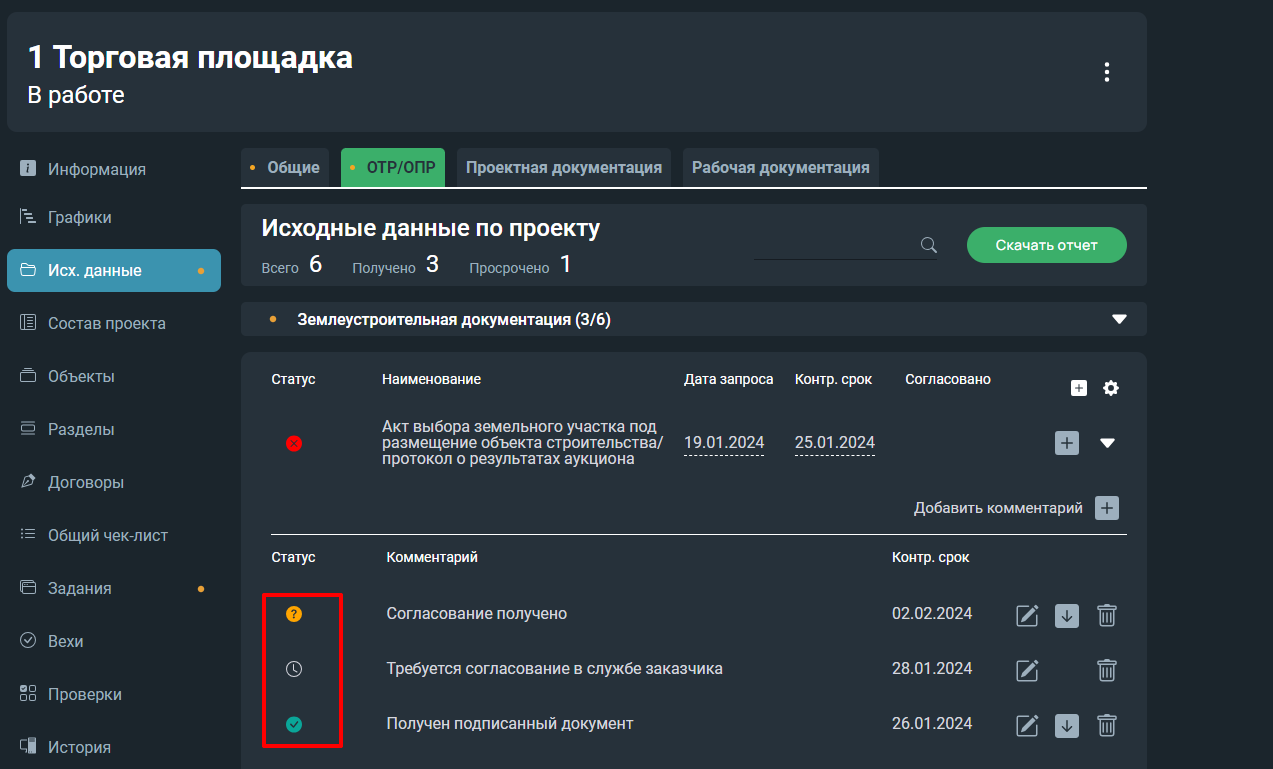 1 Торговая площадка
В работе
Информация
Графики
Исх. данные
Состав проекта
Объекты
Разделы
Договоры
Общий чек-лист
Задания
Вехи
Проверки
История
Общие
ОТР/ОПР
Проектная документация
Рабочая документация
Исходные данные по проекту
Всего 6 Получено 3 Просрочено 1
Скачать отчет
Землеустроительная документация (3/6)
Статус Наименование Дата запроса Контр. срок Согласовано
Акт выбора земельного участка под
размещение объекта строительства/
протокол о результатах аукциона
19.01.2024 25.01.2024
Добавить комментарий
Статус Комментарий Контр. срок
Согласование получено 02.02.2024
Требуется согласование в службе заказчика 28.01.2024
Получен подписанный документ 26.01.2024